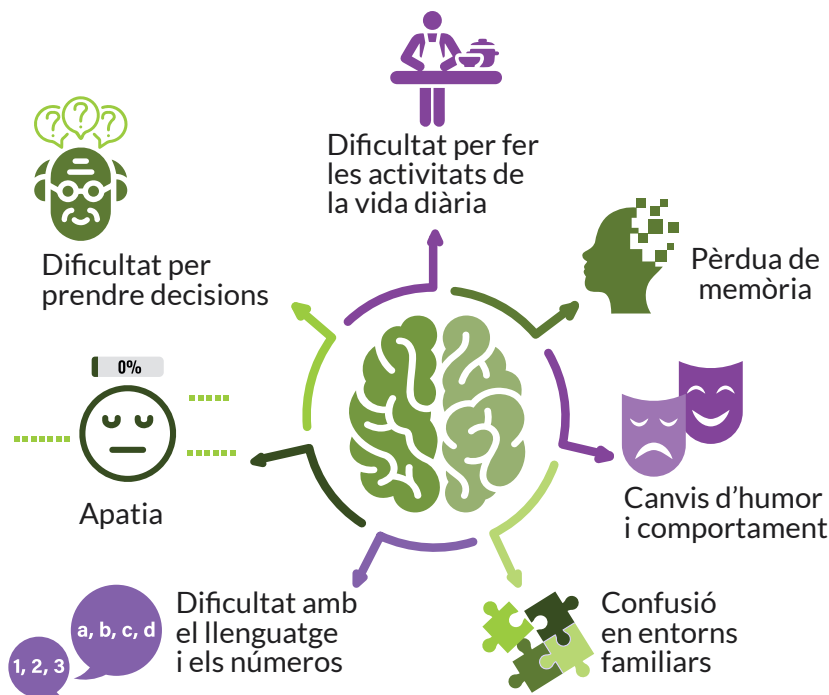 Dificultat per fer
les activitats de
la vida diària
? ? ?
Dificultat per
prendre decisions
Pèrdua de
memòria
0%
Apatia
Canvis d’humor
i comportament
a, b, c, d
1, 2, 3
Dificultat amb
el llenguatge
i els números
Confusió
en entorns
familiars